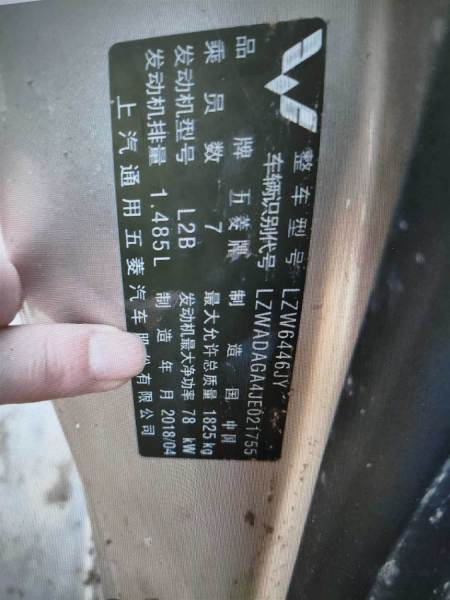 整车型号 LZW6446JY
车辆识别代号 LZWADAGA4JE021755
品牌 五菱牌 制造国 中国
乘员数 7 最大允许总质量 1825kg
发动机型号 L2B 发动机最大净功率 78 kW
发动机排量 1.485L 制造年月 2018/04
上汽通用五菱汽车股份有限公司